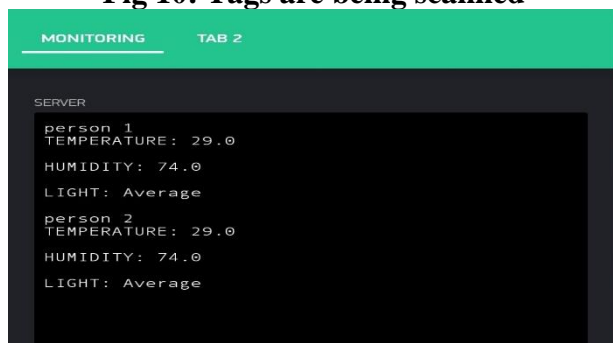 Fig 10: Tags are being scanned
MONITORING TAB 2
SERVER
person 1
TEMPERATURE: 29.0
HUMIDITY: 74.0
LIGHT: Average
person 2
TEMPERATURE: 29.0
HUMIDITY: 74.0
LIGHT: Average